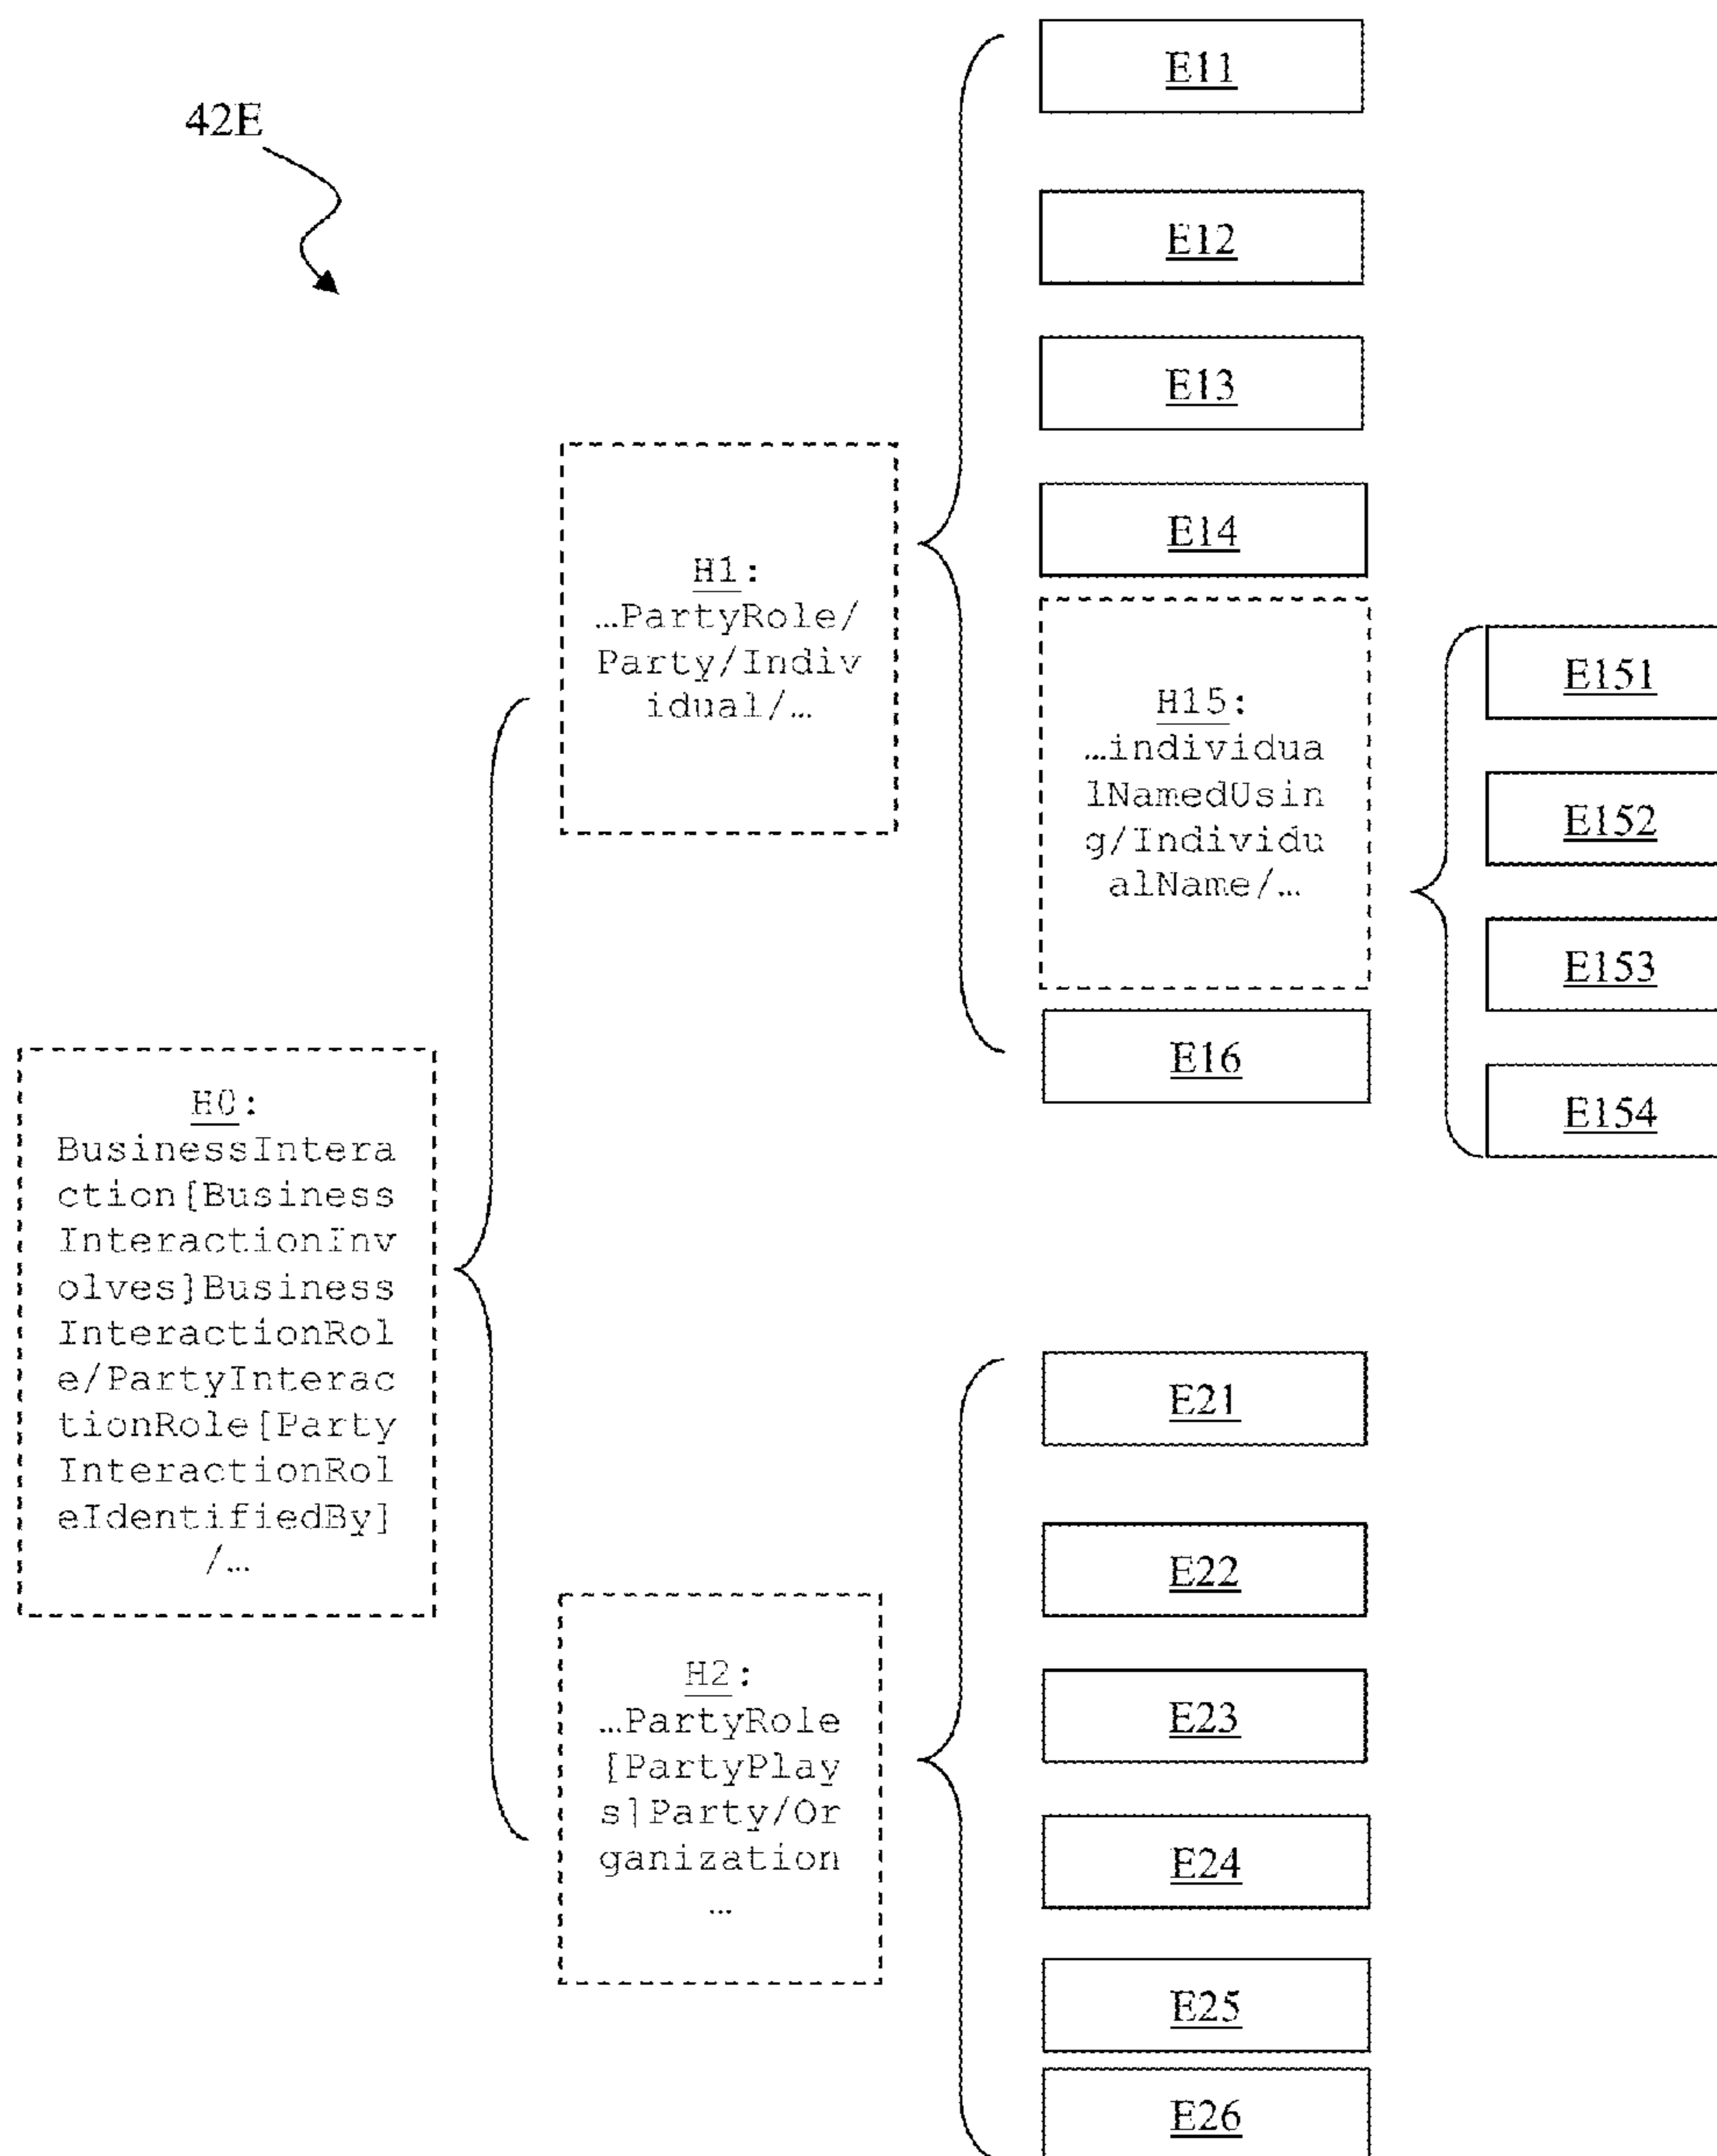 42E
H0:
BusinessIntera
ction[Business
InteractionInv
olves]Business
InteractionRol
e/PartyInterac
tionRole[Party
InteractionRol
eIdentifiedBy]
/…
H1:
…PartyRole/
Party/Indiv
idual/…
E11
E12
E13
E14
H15:
…individua
lNamedUsin
g/Individu
alName/…
E16
E151
E152
E153
E154
H2:
…PartyRole
[PartyPlay
s]Party/Or
ganization
…
E21
E22
E23
E24
E25
E26